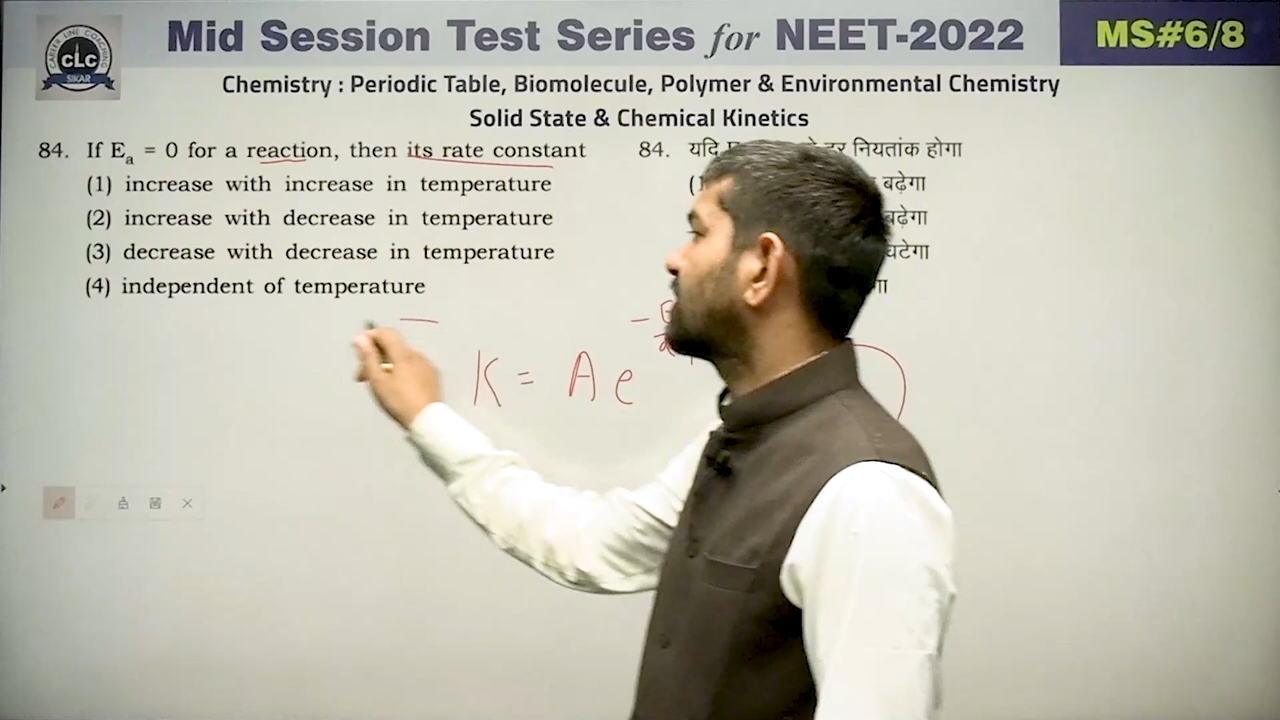 Mid Session Test Series for NEET-2022
MS#6/8
CAREER LINE COACHING
CLC
SIKAR
Chemistry : Periodic Table, Biomolecule, Polymer & Environmental Chemistry
Solid State & Chemical Kinetics
84. If Ea = 0 for a reaction, then its rate constant
(1) increase with increase in temperature
(2) increase with decrease in temperature
(3) decrease with decrease in temperature
(4) independent of temperature
84. यदि नियतांक होगा
बढ़ेगा
बढ़ेगा
घटेगा
K = A e